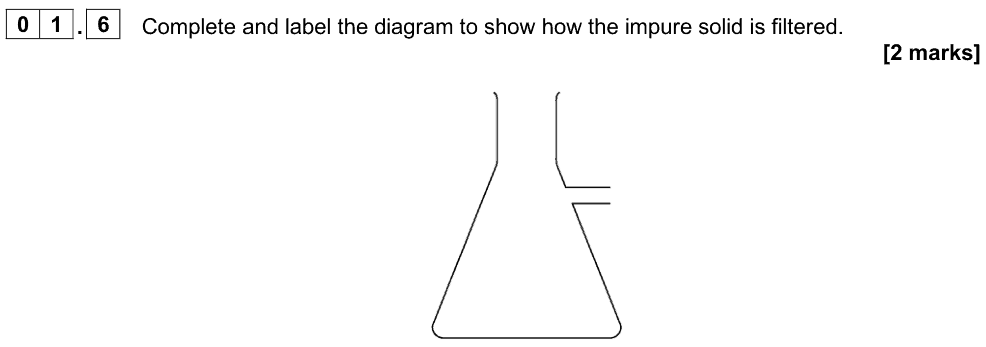 0 1 . 6 Complete and label the diagram to show how the impure solid is filtered.
[2 marks]